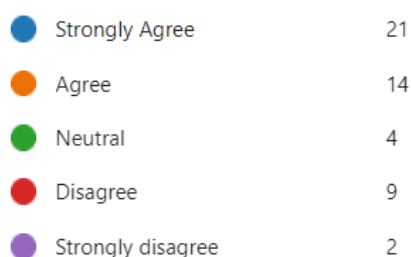 Strongly Agree 21
Agree 14
Neutral 4
Disagree 9
Strongly disagree 2